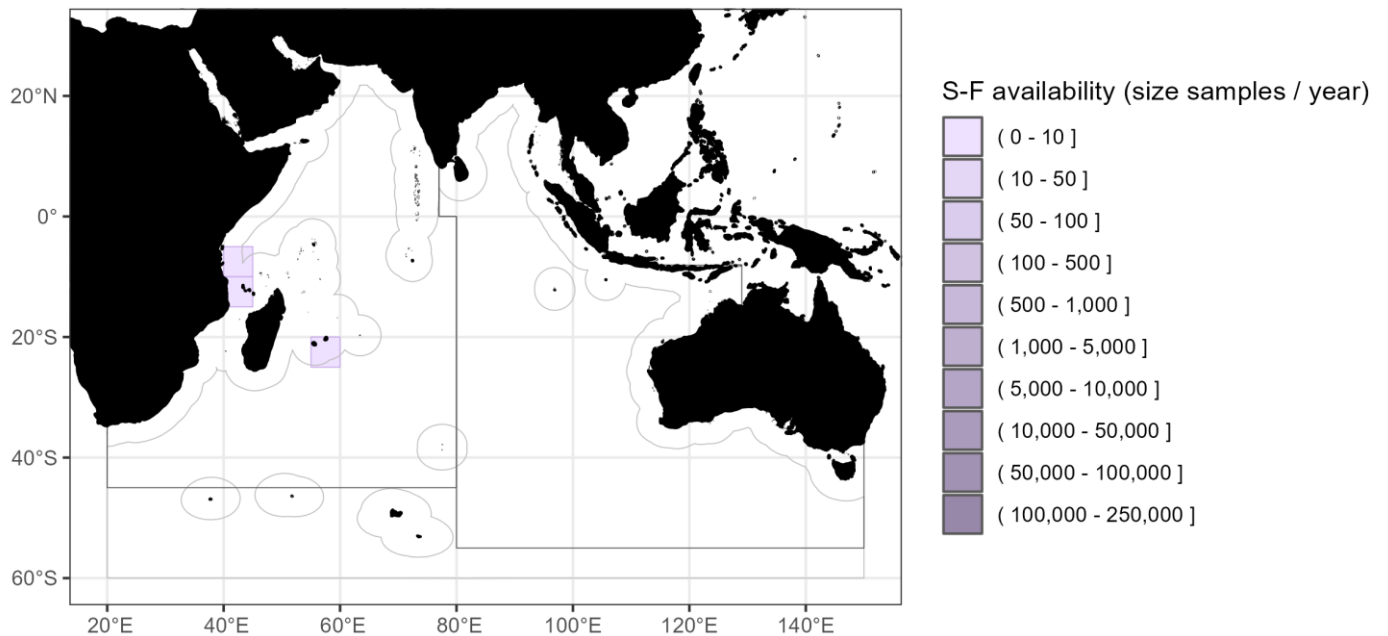 S-F availability (size samples / year)
( 0 - 10 ]
( 10 - 50 ]
( 50 - 100 ]
( 100 - 500 ]
( 500 - 1,000 ]
( 1,000 - 5,000 ]
( 5,000 - 10,000 ]
( 10,000 - 50,000 ]
( 50,000 - 100,000 ]
( 100,000 - 250,000 ]
20°N
0°
20°S
40°S
60°S
20°E 40°E 60°E 80°E 100°E 120°E 140°E